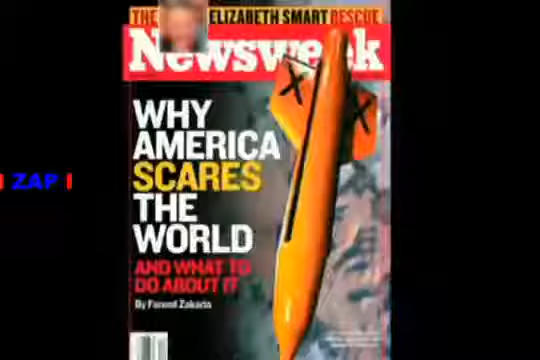 THE ELIZABETH SMART RESCUE
Newsweek
ZAP
WHY
AMERICA
SCARES
THE
WORLD
AND WHAT TO
DO ABOUT IT
By Fareed Zakaria